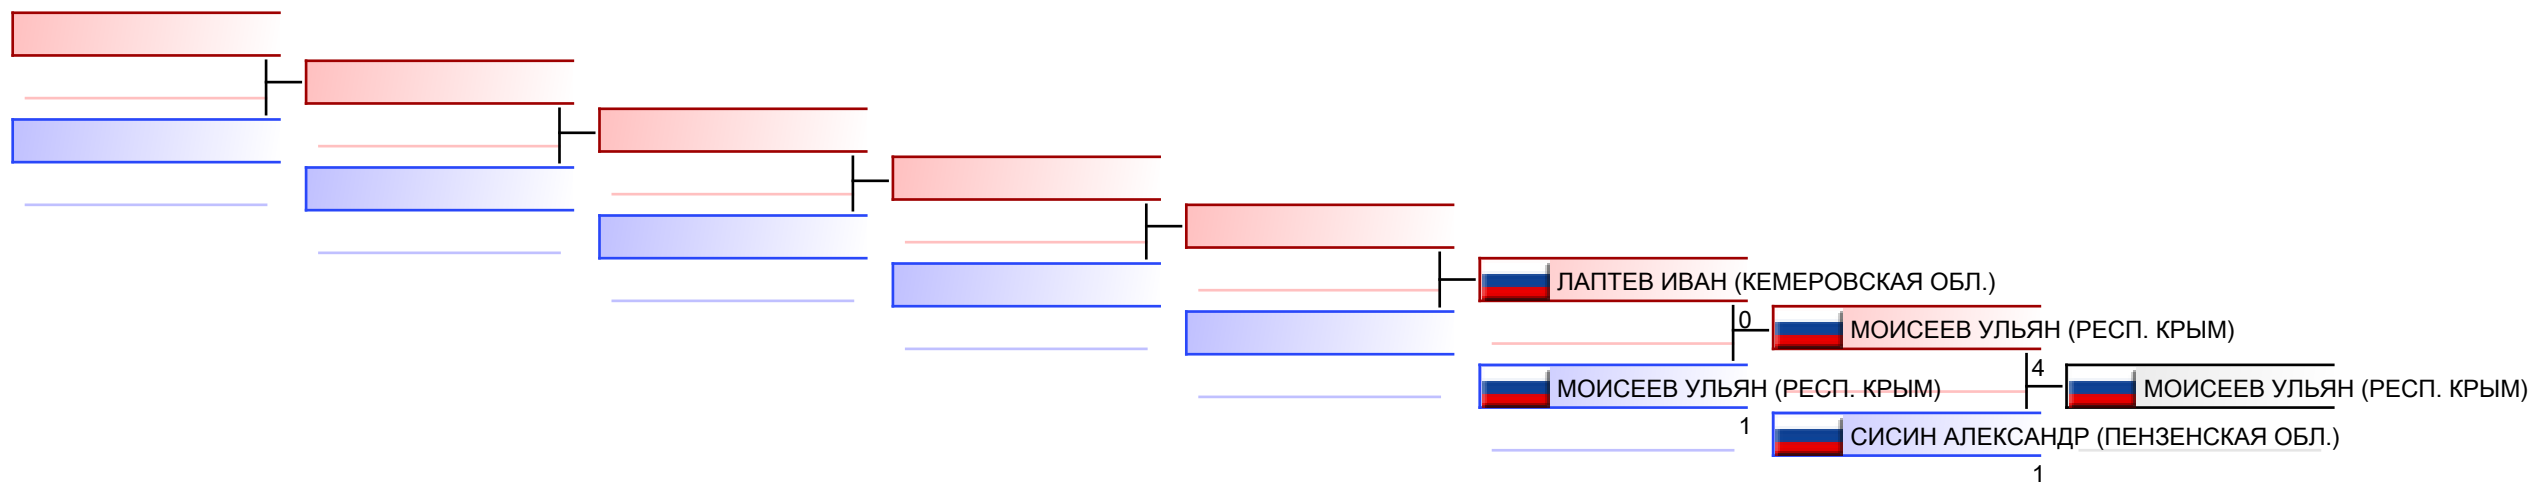 ЛАПТЕВ ИВАН (КЕМЕРОВСКАЯ ОБЛ.)
0
МОИСЕЕВ УЛЬЯН (РЕСП. КРЫМ)
1
МОИСЕЕВ УЛЬЯН (РЕСП. КРЫМ)
4
СИСИН АЛЕКСАНДР (ПЕНЗЕНСКАЯ ОБЛ.)
1
МОИСЕЕВ УЛЬЯН (РЕСП. КРЫМ)